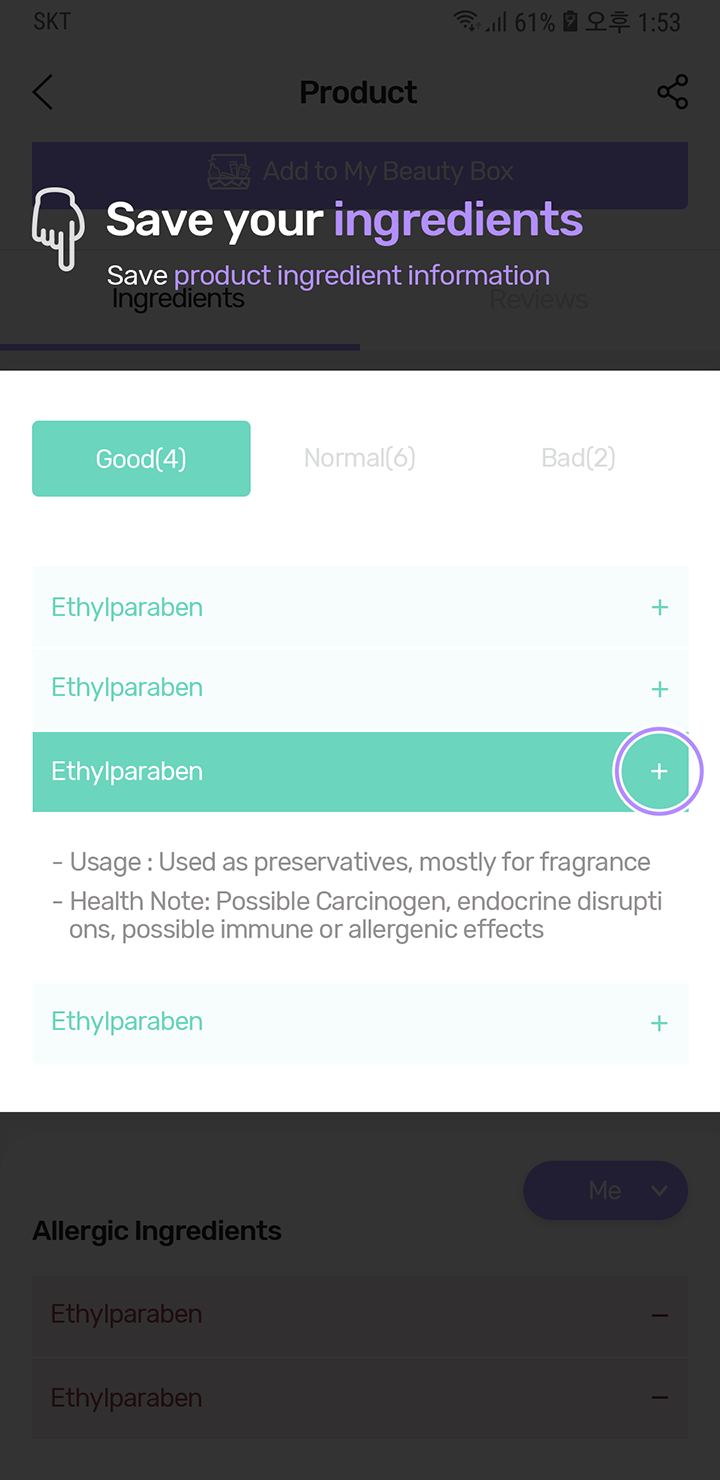 SKT
61% 오후 1:53
Product
Add to My Beauty Box
Save your ingredients
Save product ingredient information
Ingredients
Reviews
Good(4)
Normal(6)
Bad(2)
Ethylparaben +
Ethylparaben +
Ethylparaben +
- Usage : Used as preservatives, mostly for fragrance
- Health Note: Possible Carcinogen, endocrine disrupti
ons, possible immune or allergenic effects
Ethylparaben +
Me
Allergic Ingredients
Ethylparaben –
Ethylparaben –